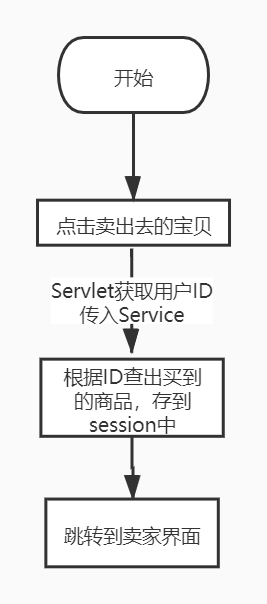 开始
点击卖出去的宝贝
Servlet获取用户ID
传入Service
根据ID查出买到
的商品，存到
session中
跳转到卖家界面